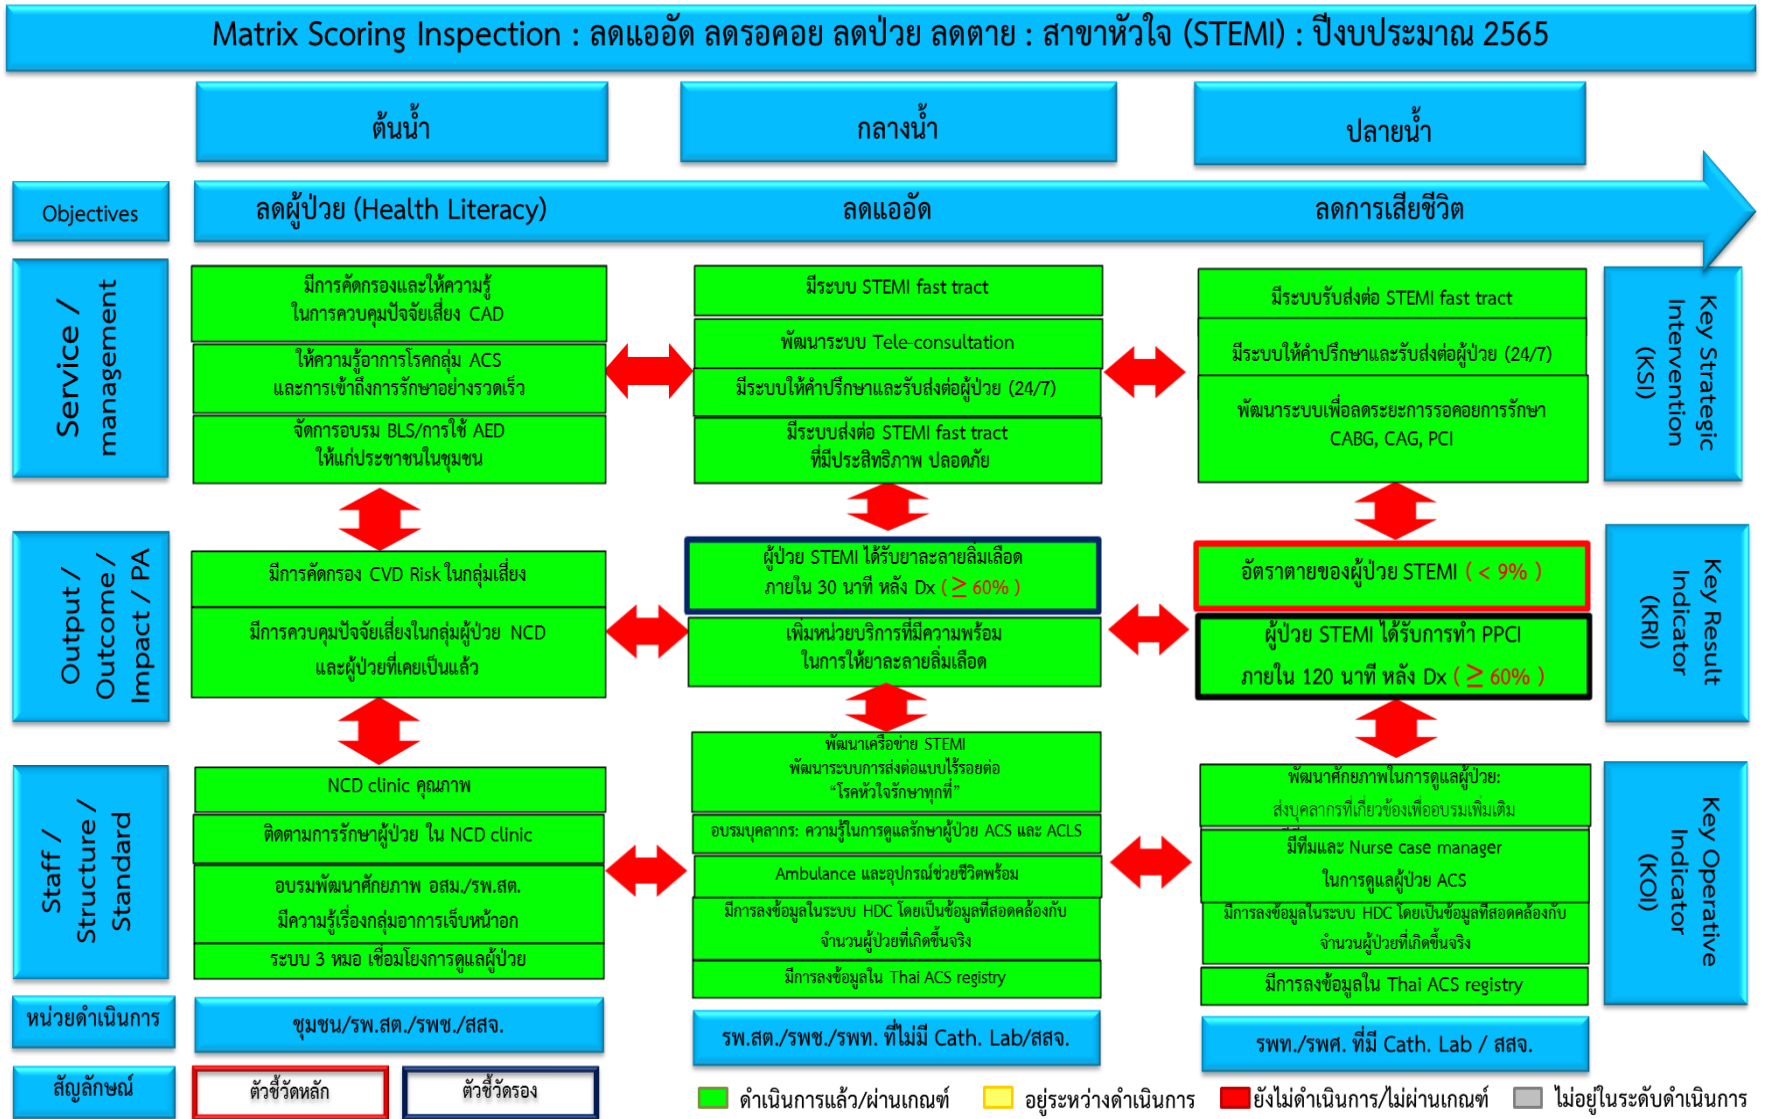 Matrix Scoring Inspection : ลดแออัด ลดรอคอย ลดป่วย ลดตาย : สาขาหัวใจ (STEMI) : ปีงบประมาณ 2565
ต้นน้ำ
กลางน้ำ
ปลายน้ำ
Objectives
ลดผู้ป่วย (Health Literacy)
ลดแออัด
ลดการเสียชีวิต
Service /
management
มีการคัดกรองและให้ความรู้
ในการควบคุมปัจจัยเสี่ยง CAD
ให้ความรู้อาการโรคกลุ่ม ACS
และการเข้าถึงการรักษาอย่างรวดเร็ว
จัดการอบรม BLS/การใช้ AED
ให้แก่ประชาชนในชุมชน
มีระบบ STEMI fast tract
พัฒนาระบบ Tele-consultation
มีระบบให้คำปรึกษาและรับส่งต่อผู้ป่วย (24/7)
มีระบบส่งต่อ STEMI fast tract
ที่มีประสิทธิภาพ ปลอดภัย
มีระบบรับส่งต่อ STEMI fast tract
มีระบบให้คำปรึกษาและรับส่งต่อผู้ป่วย (24/7)
พัฒนาระบบเพื่อลดระยะการรอคอยการรักษา
CABG, CAG, PCI
Key Strategic
Intervention
(KSI)
Output /
Outcome /
Impact / PA
มีการคัดกรอง CVD Risk ในกลุ่มเสี่ยง
มีการควบคุมปัจจัยเสี่ยงในกลุ่มผู้ป่วย NCD
และผู้ป่วยที่เคยเป็นแล้ว
ผู้ป่วย STEMI ได้รับยาละลายลิ่มเลือด
ภายใน 30 นาที หลัง Dx ( ≥ 60% )
เพิ่มหน่วยบริการที่มีความพร้อม
ในการให้ยาละลายลิ่มเลือด
อัตราตายของผู้ป่วย STEMI ( < 9% )
ผู้ป่วย STEMI ได้รับการทำ PPCI
ภายใน 120 นาที หลัง Dx ( ≥ 60% )
Key Result
Indicator
(KRI)
Staff /
Structure /
Standard
NCD clinic คุณภาพ
ติดตามการรักษาผู้ป่วย ใน NCD clinic
อบรมพัฒนาศักยภาพ อสม./รพ.สต.
มีความรู้เรื่องกลุ่มอาการเจ็บหน้าอก
ระบบ 3 หมอ เชื่อมโยงการดูแลผู้ป่วย
พัฒนาเครือข่าย STEMI
พัฒนาระบบการส่งต่อแบบไร้รอยต่อ
“โรคหัวใจรักษาทุกที่”
อบรมบุคลากร: ความรู้ในการดูแลรักษาผู้ป่วย ACS และ ACLS
Ambulance และอุปกรณ์ช่วยชีวิตพร้อม
มีการลงข้อมูลในระบบ HDC โดยเป็นข้อมูลที่สอดคล้องกับ
จำนวนผู้ป่วยที่เกิดขึ้นจริง
มีการลงข้อมูลใน Thai ACS registry
พัฒนาศักยภาพในการดูแลผู้ป่วย:
ส่งบุคลากรที่เกี่ยวข้องเพื่ออบรมเพิ่มเติม
มีทีมและ Nurse case manager
ในการดูแลผู้ป่วย ACS
มีการลงข้อมูลในระบบ HDC โดยเป็นข้อมูลที่สอดคล้องกับ
จำนวนผู้ป่วยที่เกิดขึ้นจริง
มีการลงข้อมูลใน Thai ACS registry
Key Operative
Indicator
(KOI)
หน่วยดำเนินการ
ชุมชน/รพ.สต./รพช./สสจ.
รพ.สต./รพช./รพท. ที่ไม่มี Cath. Lab/สสจ.
รพท./รพศ. ที่มี Cath. Lab / สสจ.
สัญลักษณ์
ตัวชี้วัดหลัก
ตัวชี้วัดรอง
ดำเนินการแล้ว/ผ่านเกณฑ์
อยู่ระหว่างดำเนินการ
ยังไม่ดำเนินการ/ไม่ผ่านเกณฑ์
ไม่อยู่ในระดับดำเนินการ